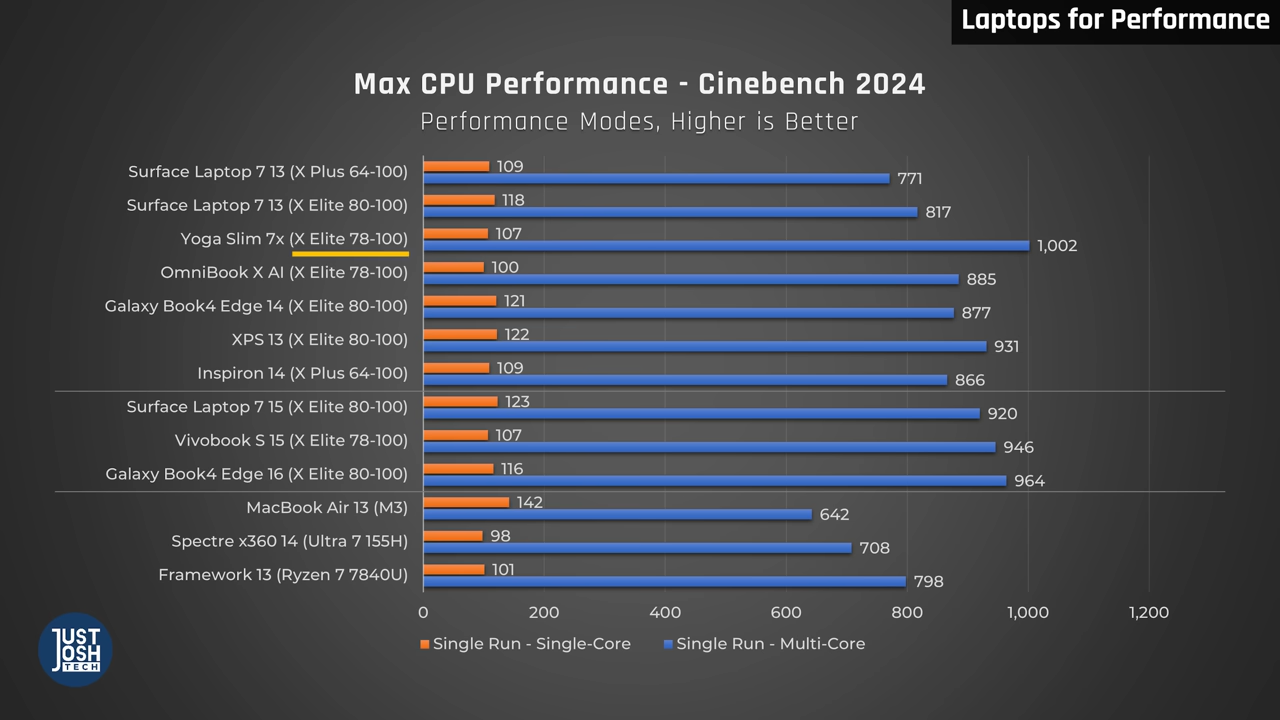 Laptops for Performance
Max CPU Performance - Cinebench 2024
Performance Modes, Higher is Better
Surface Laptop 7 13 (X Plus 64-100) 109 771
Surface Laptop 7 13 (X Elite 80-100) 118 817
Yoga Slim 7x (X Elite 78-100) 107 1,002
OmniBook X AI (X Elite 78-100) 100 885
Galaxy Book4 Edge 14 (X Elite 80-100) 121 877
XPS 13 (X Elite 80-100) 122 931
Inspiron 14 (X Plus 64-100) 109 866
Surface Laptop 7 15 (X Elite 80-100) 123 920
Vivobook S 15 (X Elite 78-100) 107 946
Galaxy Book4 Edge 16 (X Elite 80-100) 116 964
MacBook Air 13 (M3) 142 642
Spectre x360 14 (Ultra 7 155H) 98 708
Framework 13 (Ryzen 7 7840U) 101 798
0 200 400 600 800 1,000 1,200
Single Run - Single-Core Single Run - Multi-Core
JUST
JOSH
TECH